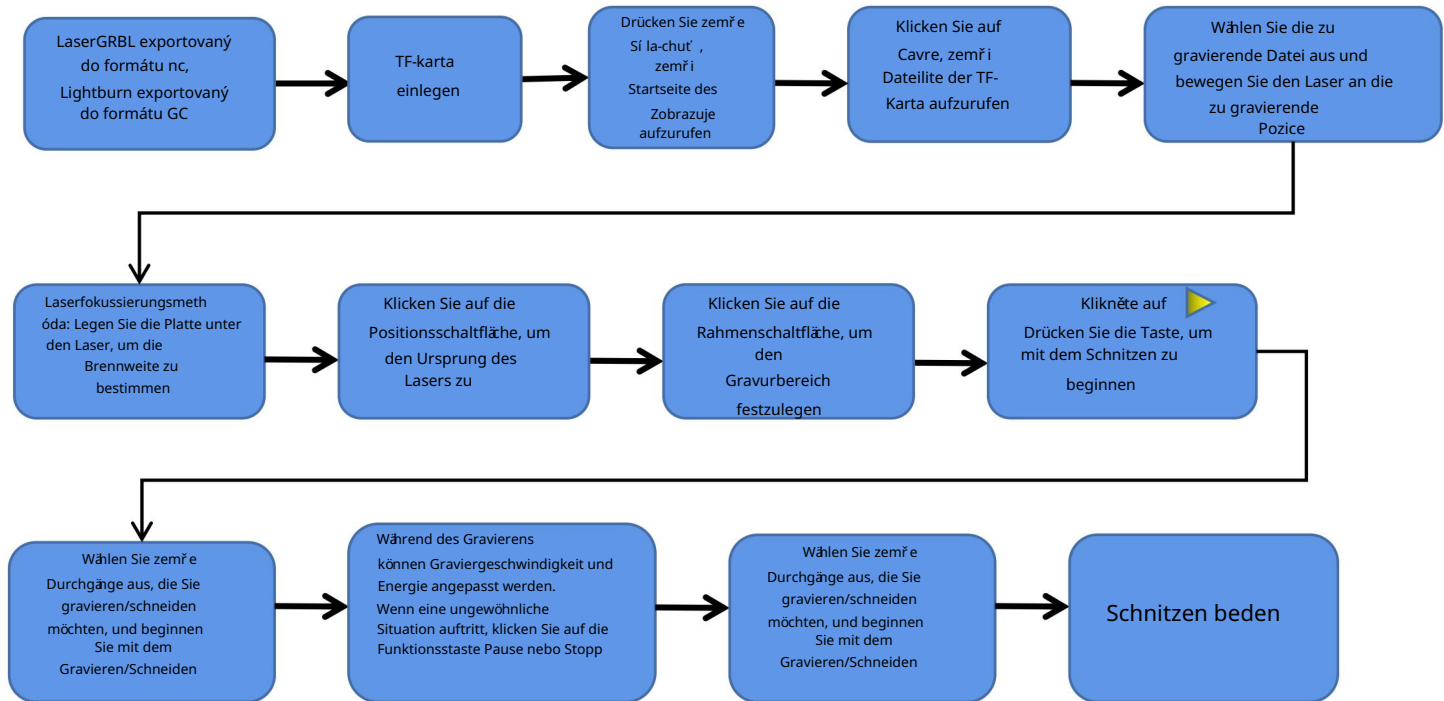 LaserGRBL exportovaný
do formátu nc,
Lightburn exportovaný
do formátu GC
TF-karta
einlegen
Drücken Sie zemře
Sí la-chuť ,
zemři
Startseite des
Zobrazuje
aufzurufen
Klicken Sie auf
Cavre, zemři
Dateilite der TF-
Karta aufzurufen
Wählen Sie die zu
gravierende Datei aus und
bewegen Sie den Laser an die
zu gravierende
Pozice
Laserfokussierungsmeth
óda: Legen Sie die Platte unter
den Laser, um die
Brennweite zu
bestimmen
Klicken Sie auf die
Positionsschaltfläche, um
den Ursprung des
Lasers zu
Klicken Sie auf die
Rahmenschaltfläche, um
den
Gravurbereich
festzulegen
Klikněte auf
Drücken Sie die Taste, um
mit dem Schnitzen zu
beginnen
Wählen Sie zemře
Durchgänge aus, die Sie
gravieren/schneiden
möchten, und beginnen
Sie mit dem
Gravieren/Schneiden
Während des Gravierens
können Graviergeschwindigkeit und
Energie angepasst werden.
Wenn eine ungewöhnliche
Situation auftritt, klicken Sie auf die
Funktionsstaste Pause nebo Stopp
Wählen Sie zemře
Durchgänge aus, die Sie
gravieren/schneiden
möchten, und beginnen
Sie mit dem
Gravieren/Schneiden
Schnitzen beden